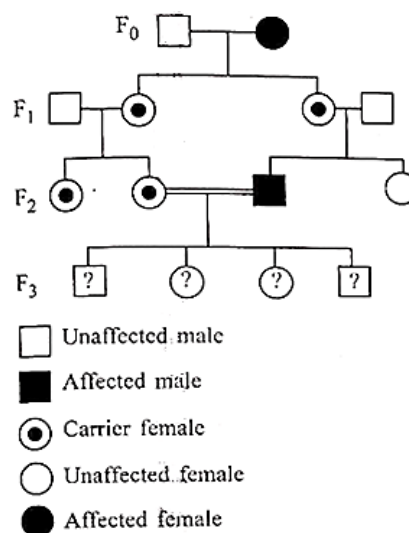 F0
F1
F2
F3
? ? ? ?
Unaffected male
Affected male
Carrier female
Unaffected female
Affected female